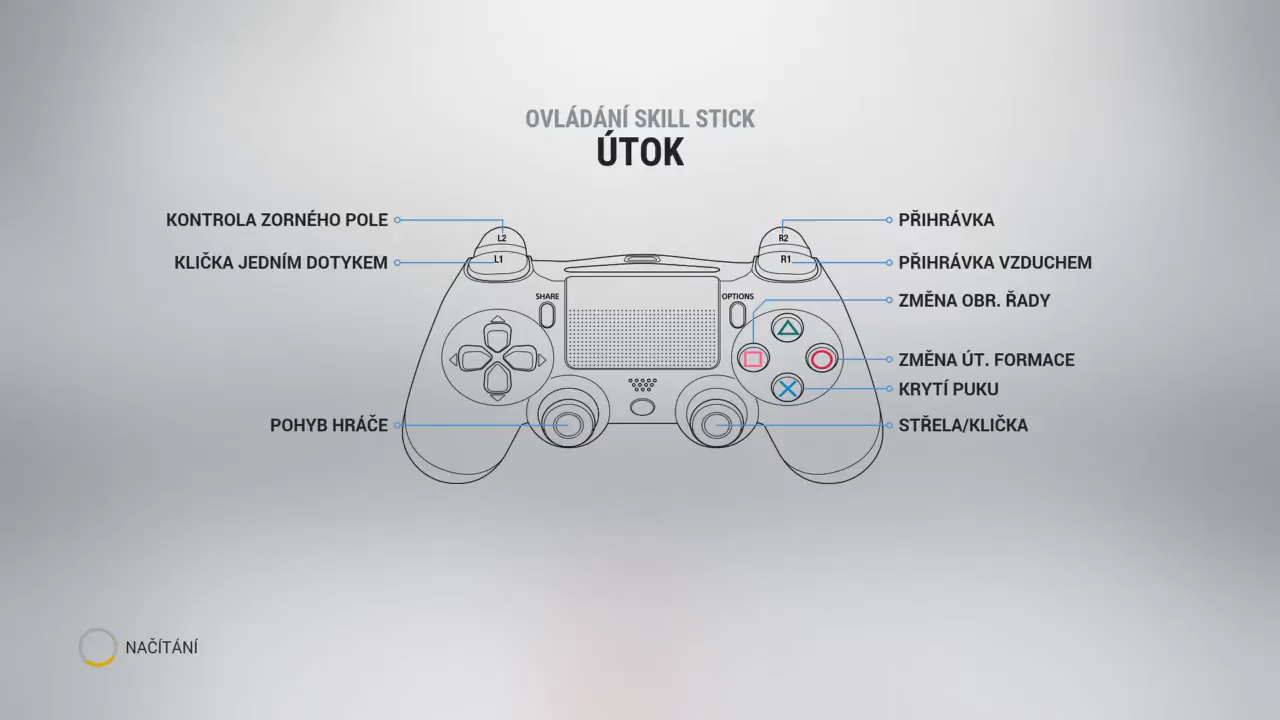 OVLÁDÁNÍ SKILL STICK
ÚTOK
KONTROLA ZORNÉHO POLE
L2
R2
PŘIHRÁVKA
KLIČKA JEDNÍM DOTYKEM
L1
R1
PŘIHRÁVKA VZDUCHEM
SHARE
OPTIONS
ZMĚNA OBR. ŘADY
ZMĚNA ÚT. FORMACE
KRYTÍ PUKU
POHYB HRÁČE
STŘELA/KLIČKA
NAČÍTÁNÍ